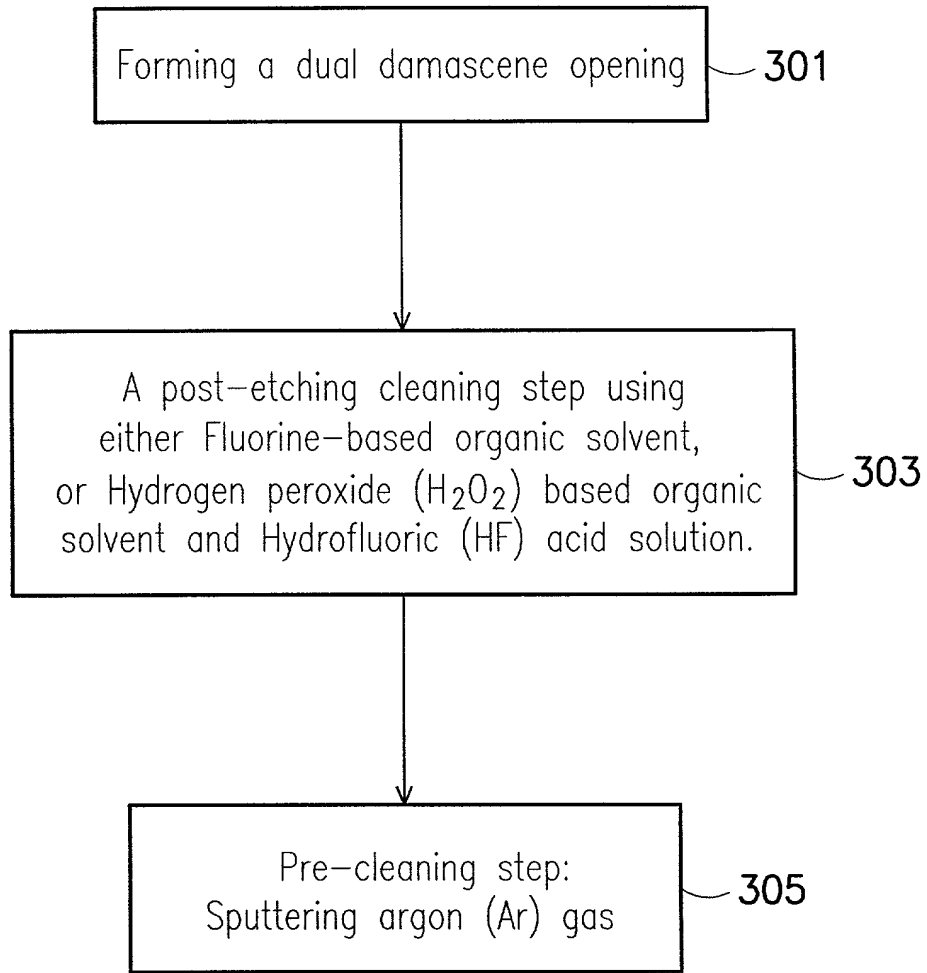 Forming a dual damascene opening
301
A post-etching cleaning step using
either Fluorine-based organic solvent,
or Hydrogen peroxide (H₂O₂) based organic
solvent and Hydrofluoric (HF) acid solution.
303
Pre-cleaning step:
Sputtering argon (Ar) gas
305